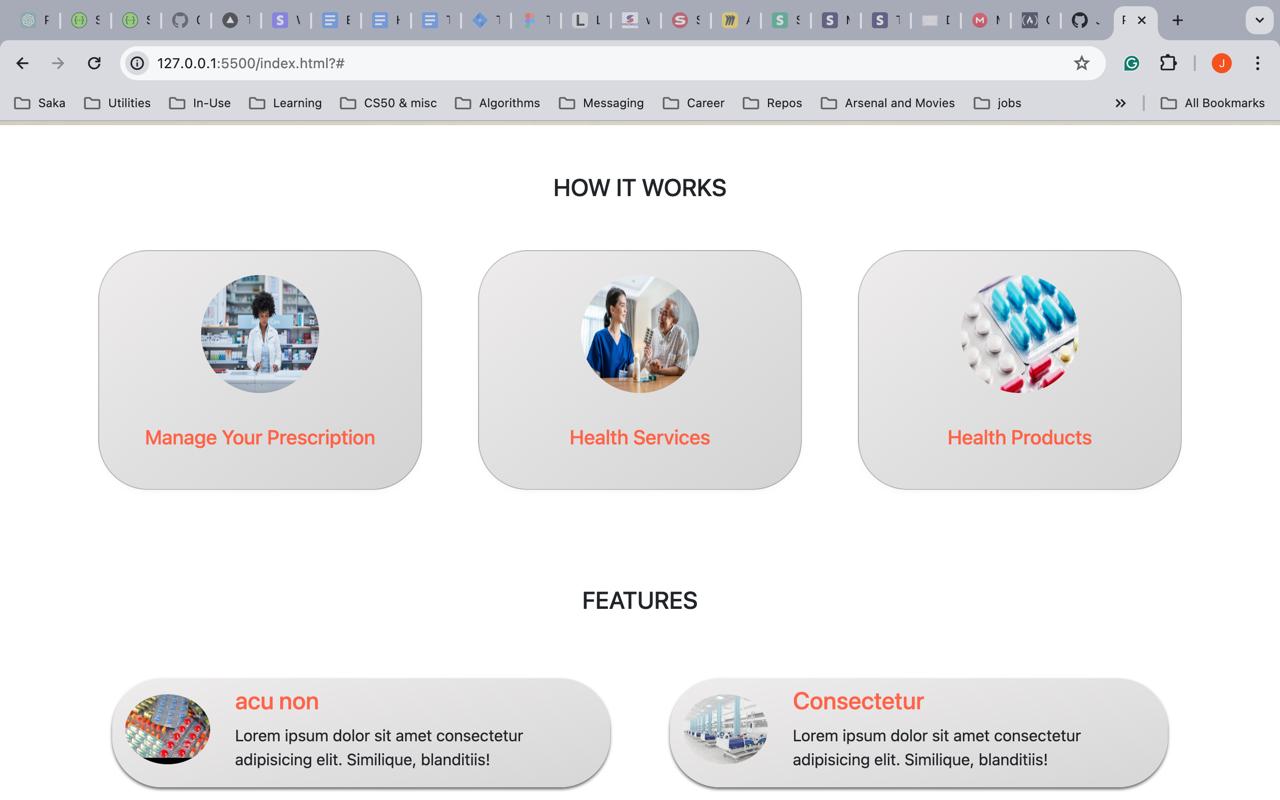 127.0.0.1:5500/index.html?#
J
Saka
Utilities
In-Use
Learning
CS50 & misc
Algorithms
Messaging
Career
Repos
Arsenal and Movies
jobs
All Bookmarks
HOW IT WORKS
Manage Your Prescription
Health Services
Health Products
FEATURES
acu non
Lorem ipsum dolor sit amet consectetur
adipisicing elit. Similique, blanditiis!
Consectetur
Lorem ipsum dolor sit amet consectetur
adipisicing elit. Similique, blanditiis!